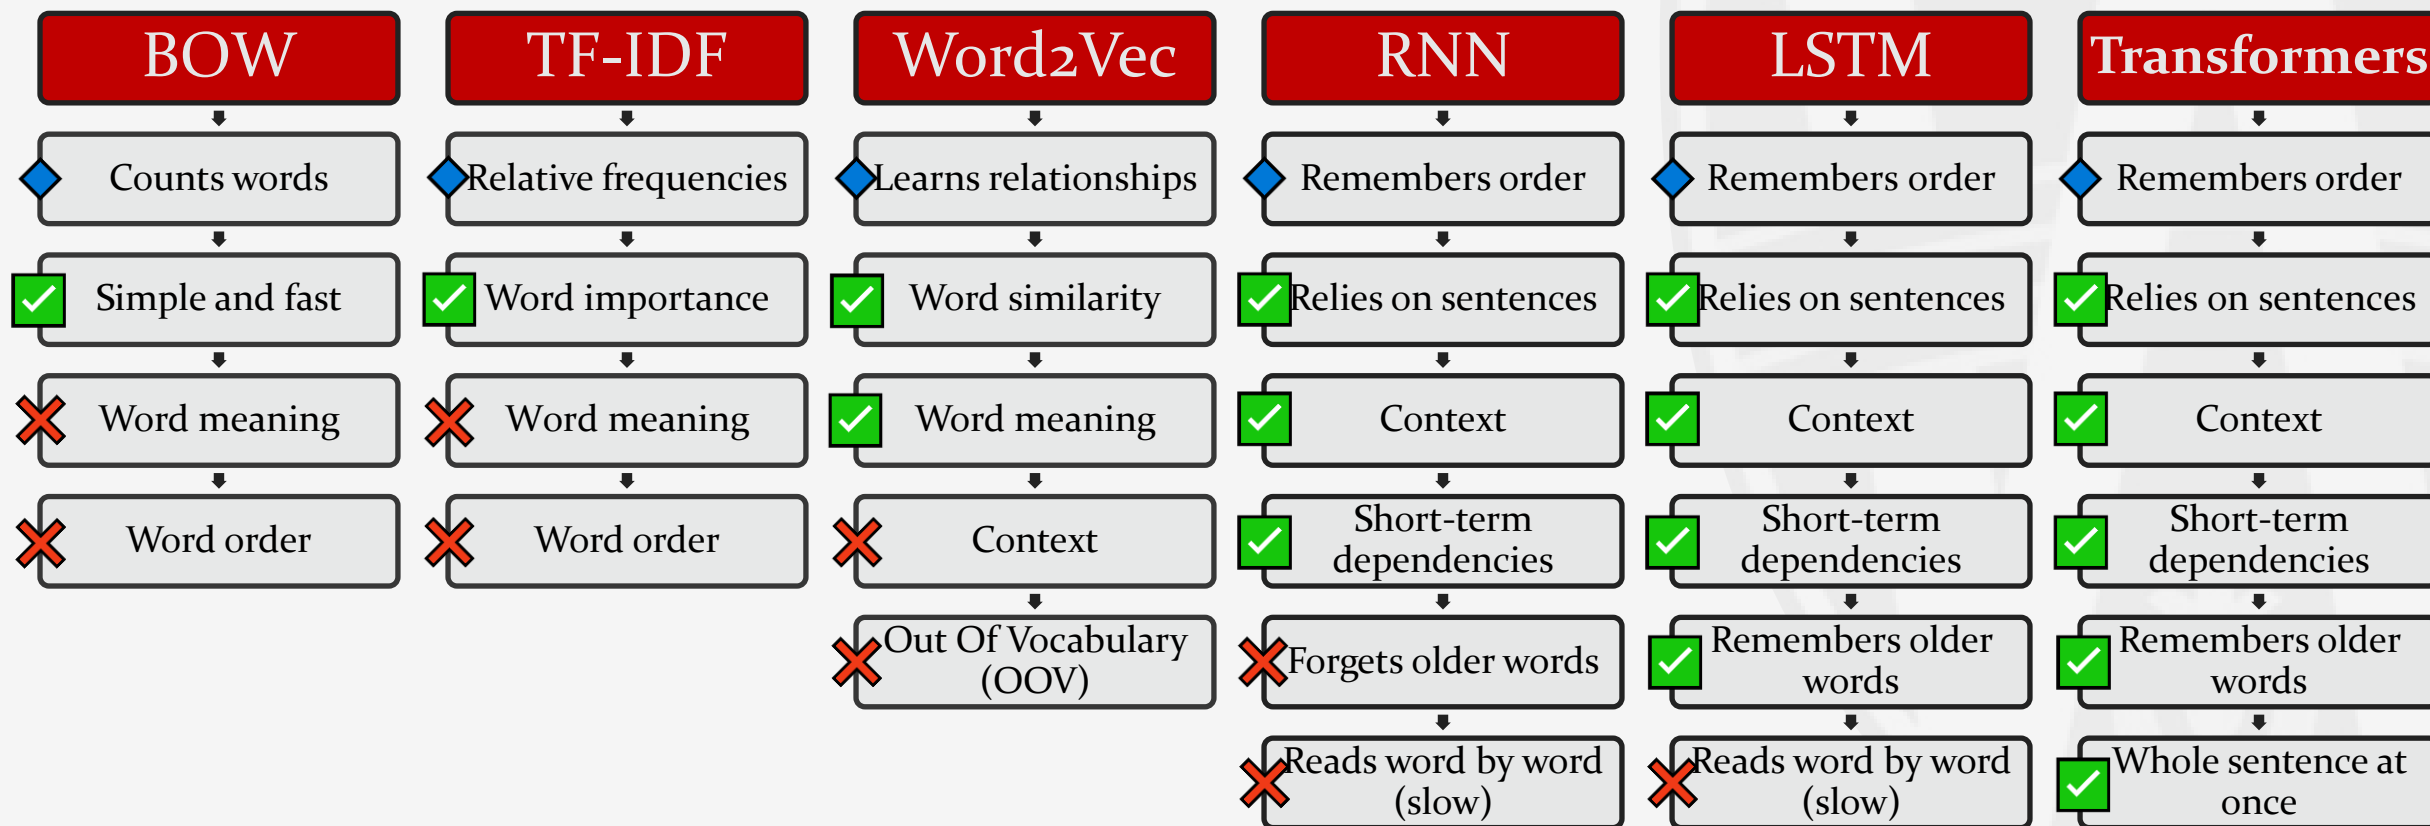 BOW
Counts words
Simple and fast
Word meaning
Word order
TF-IDF
Relative frequencies
Word importance
Word meaning
Word order
Word2Vec
Learns relationships
Word similarity
Word meaning
Context
Out Of Vocabulary
(OOV)
RNN
Remembers order
Relies on sentences
Context
Short-term
dependencies
Forgets older words
Reads word by word
(slow)
LSTM
Remembers order
Relies on sentences
Context
Short-term
dependencies
Remembers older
words
Reads word by word
(slow)
Transformers
Remembers order
Relies on sentences
Context
Short-term
dependencies
Remembers older
words
Whole sentence at
once